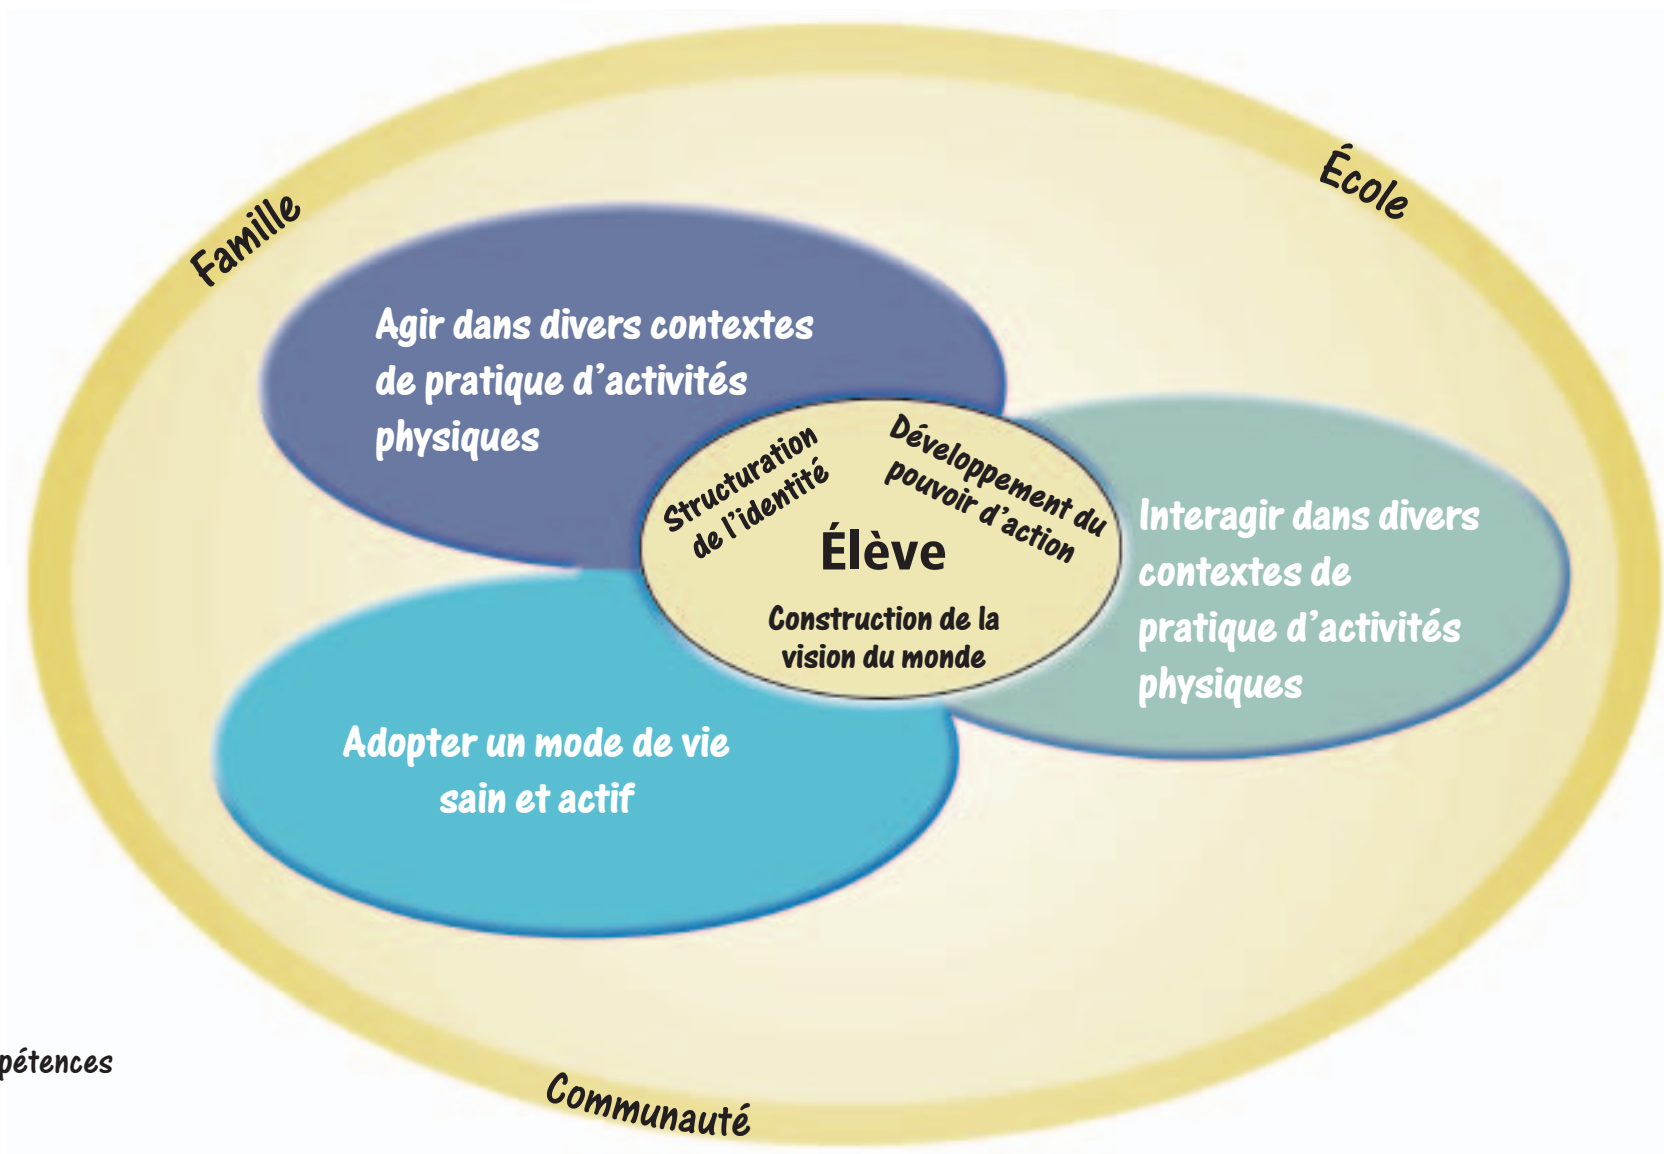 Famille
École
Agir dans divers contextes
de pratique d'activités
physiques
Structuration
de l'identité
Développement du
pouvoir d'action
Élève
Construction de la
vision du monde
Interagir dans divers
contextes de
pratique d'activités
physiques
Adopter un mode de vie
sain et actif
pétences
Communauté